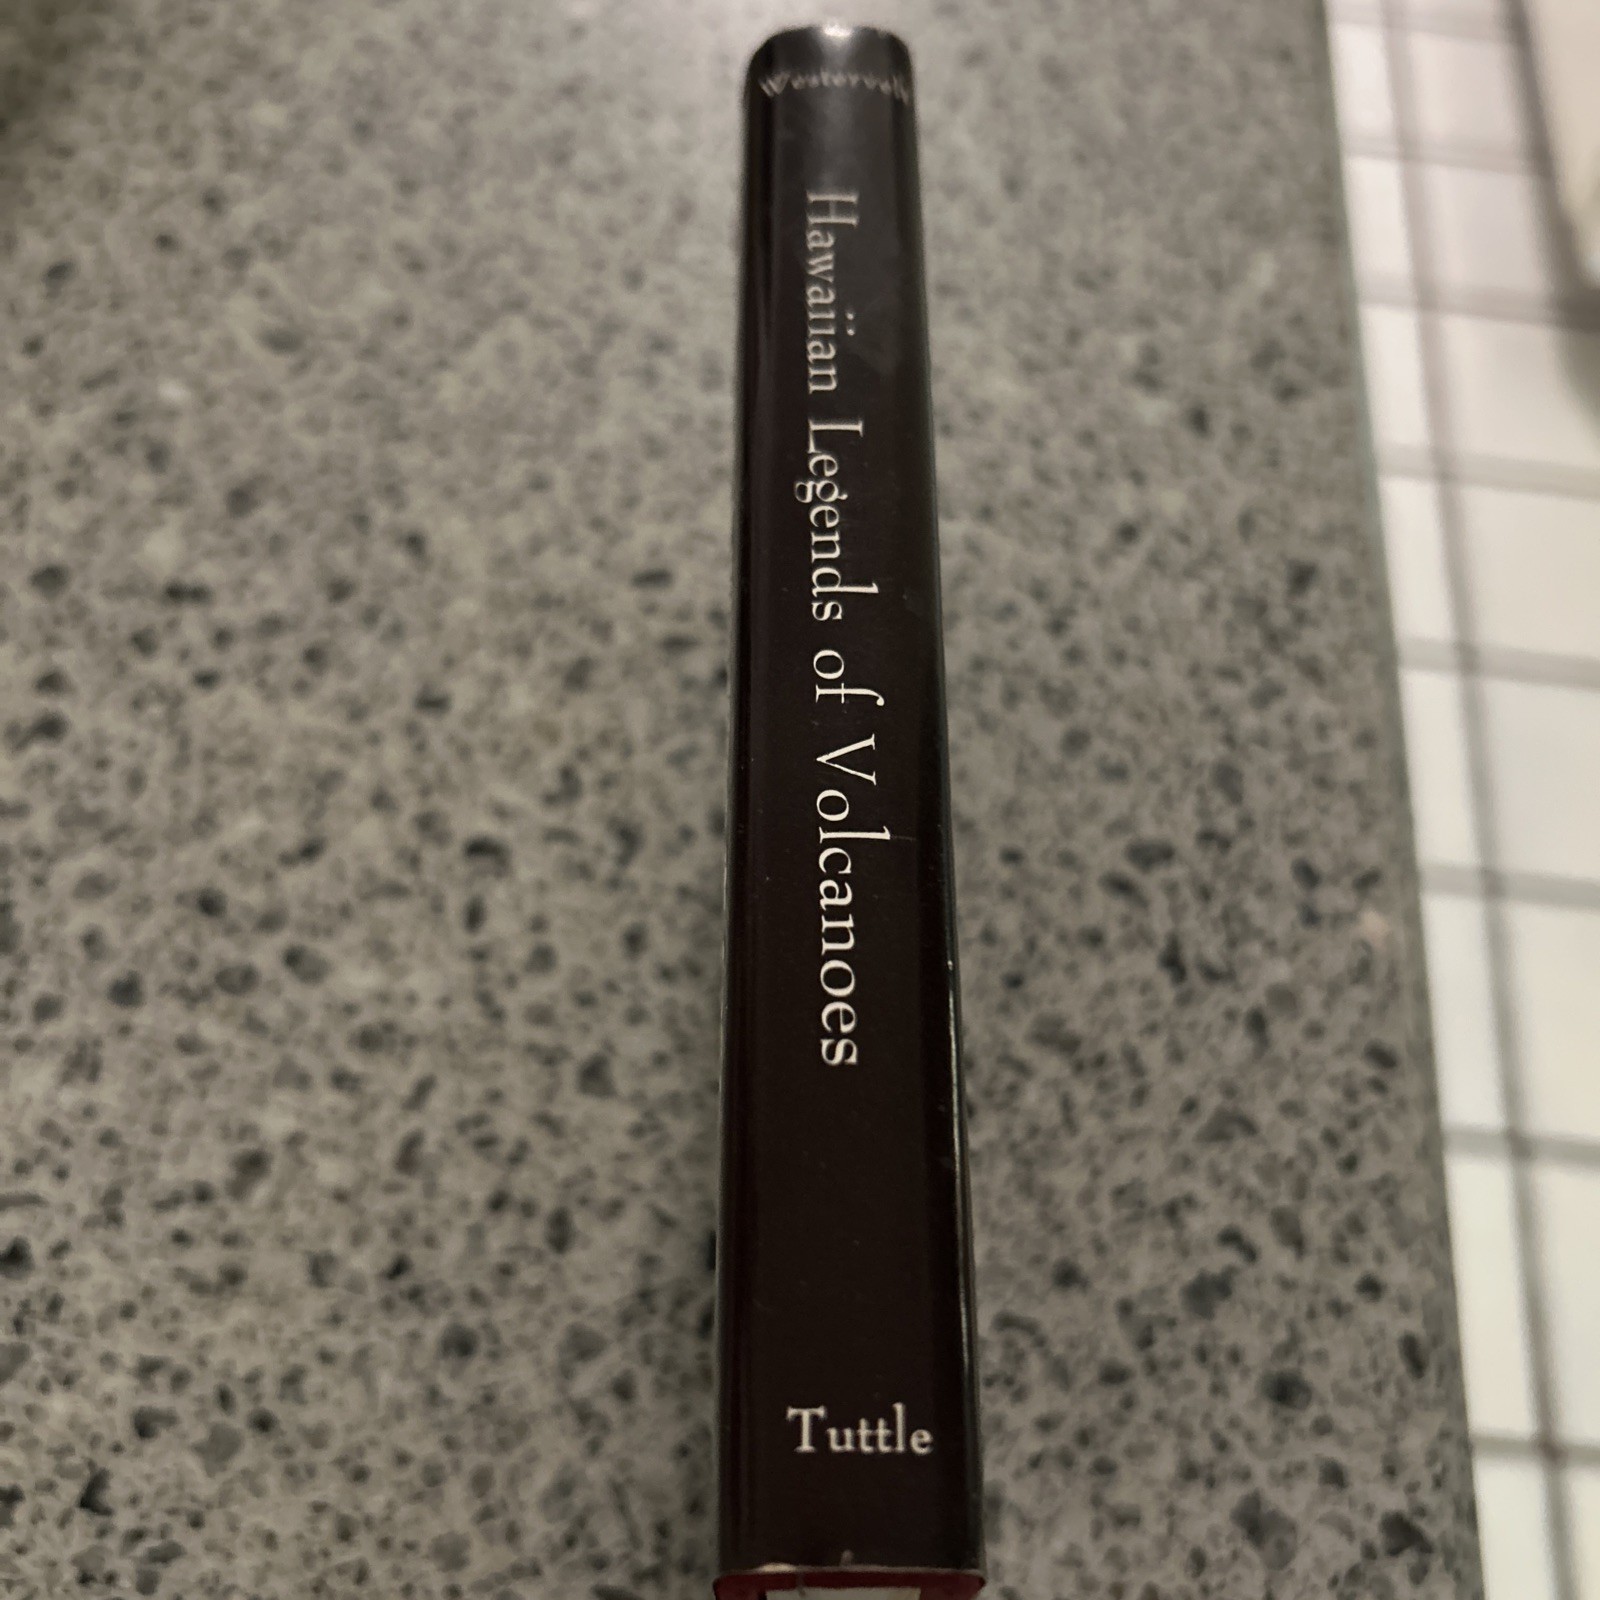 Westervelt
Hawaiian Legends of Volcanoes
Tuttle